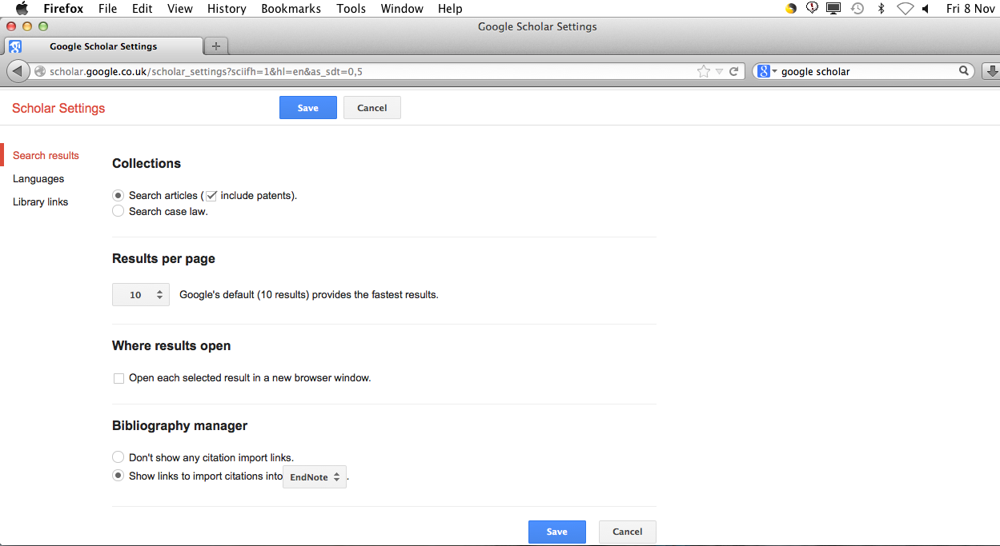 Firefox File Edit View History Bookmarks Tools Window Help Fri 8 Nov
Google Scholar Settings
Google Scholar Settings
scholar.google.co.uk/scholar_settings?sciifh=1&hl=en&as_sdt=0,5 google scholar
Scholar Settings Save Cancel
Search results
Languages
Library links
Collections
Search articles ( include patents).
Search case law.
Results per page
10 Google's default (10 results) provides the fastest results.
Where results open
Open each selected result in a new browser window.
Bibliography manager
Don't show any citation import links.
Show links to import citations into EndNote .
Save Cancel